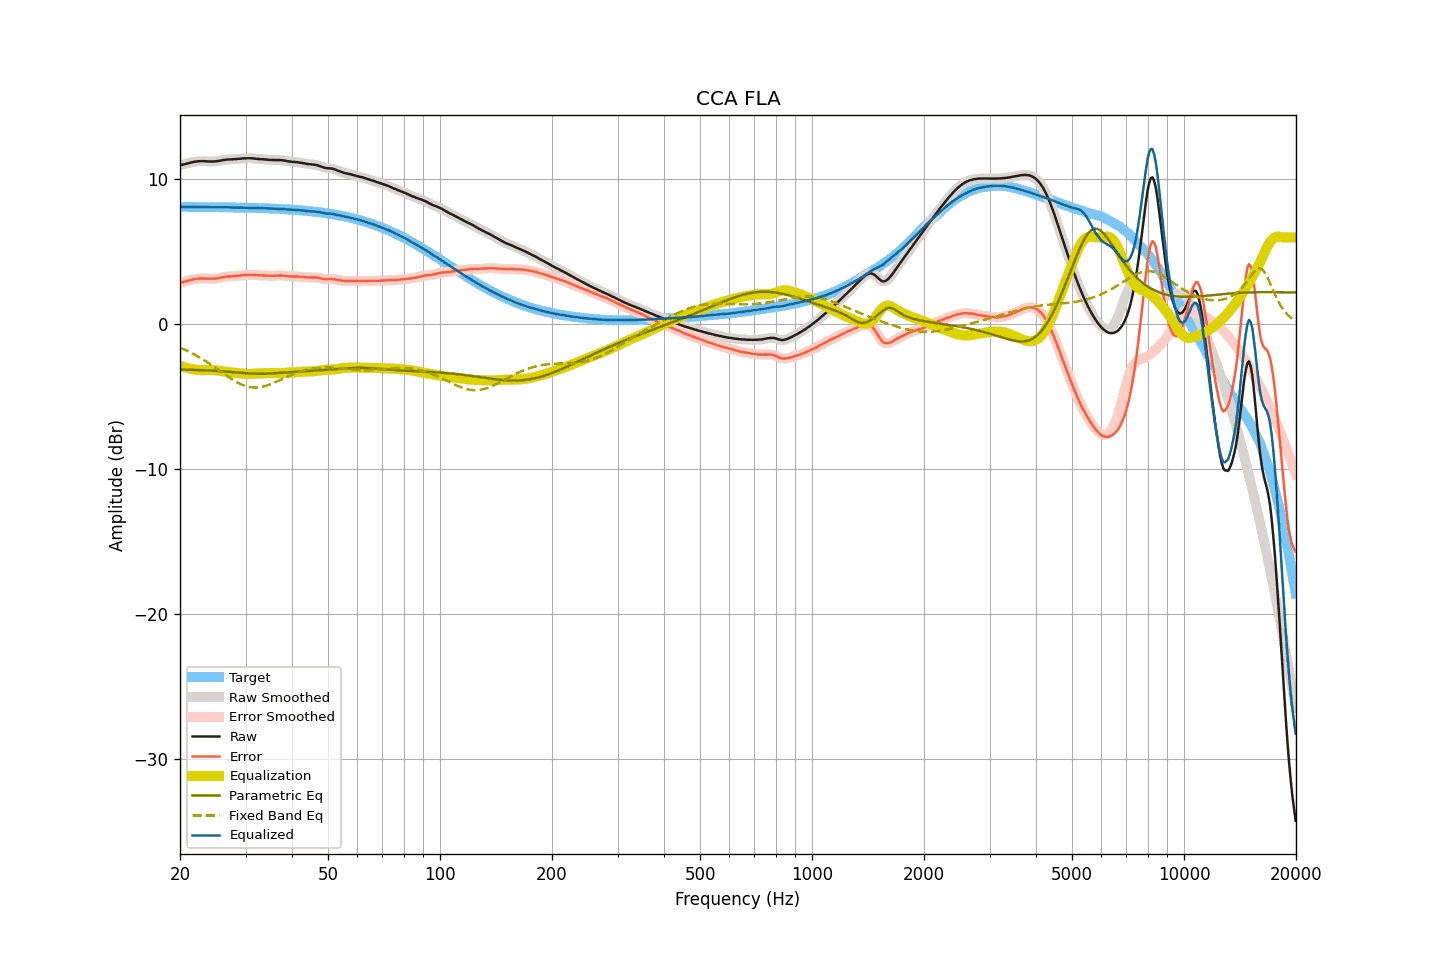 CCA FLA
Amplitude (dBr)
10
0
−10
−20
−30
Target
Raw Smoothed
Error Smoothed
Raw
Error
Equalization
Parametric Eq
Fixed Band Eq
Equalized
20 50 100 200 500 1000 2000 5000 10000 20000
Frequency (Hz)